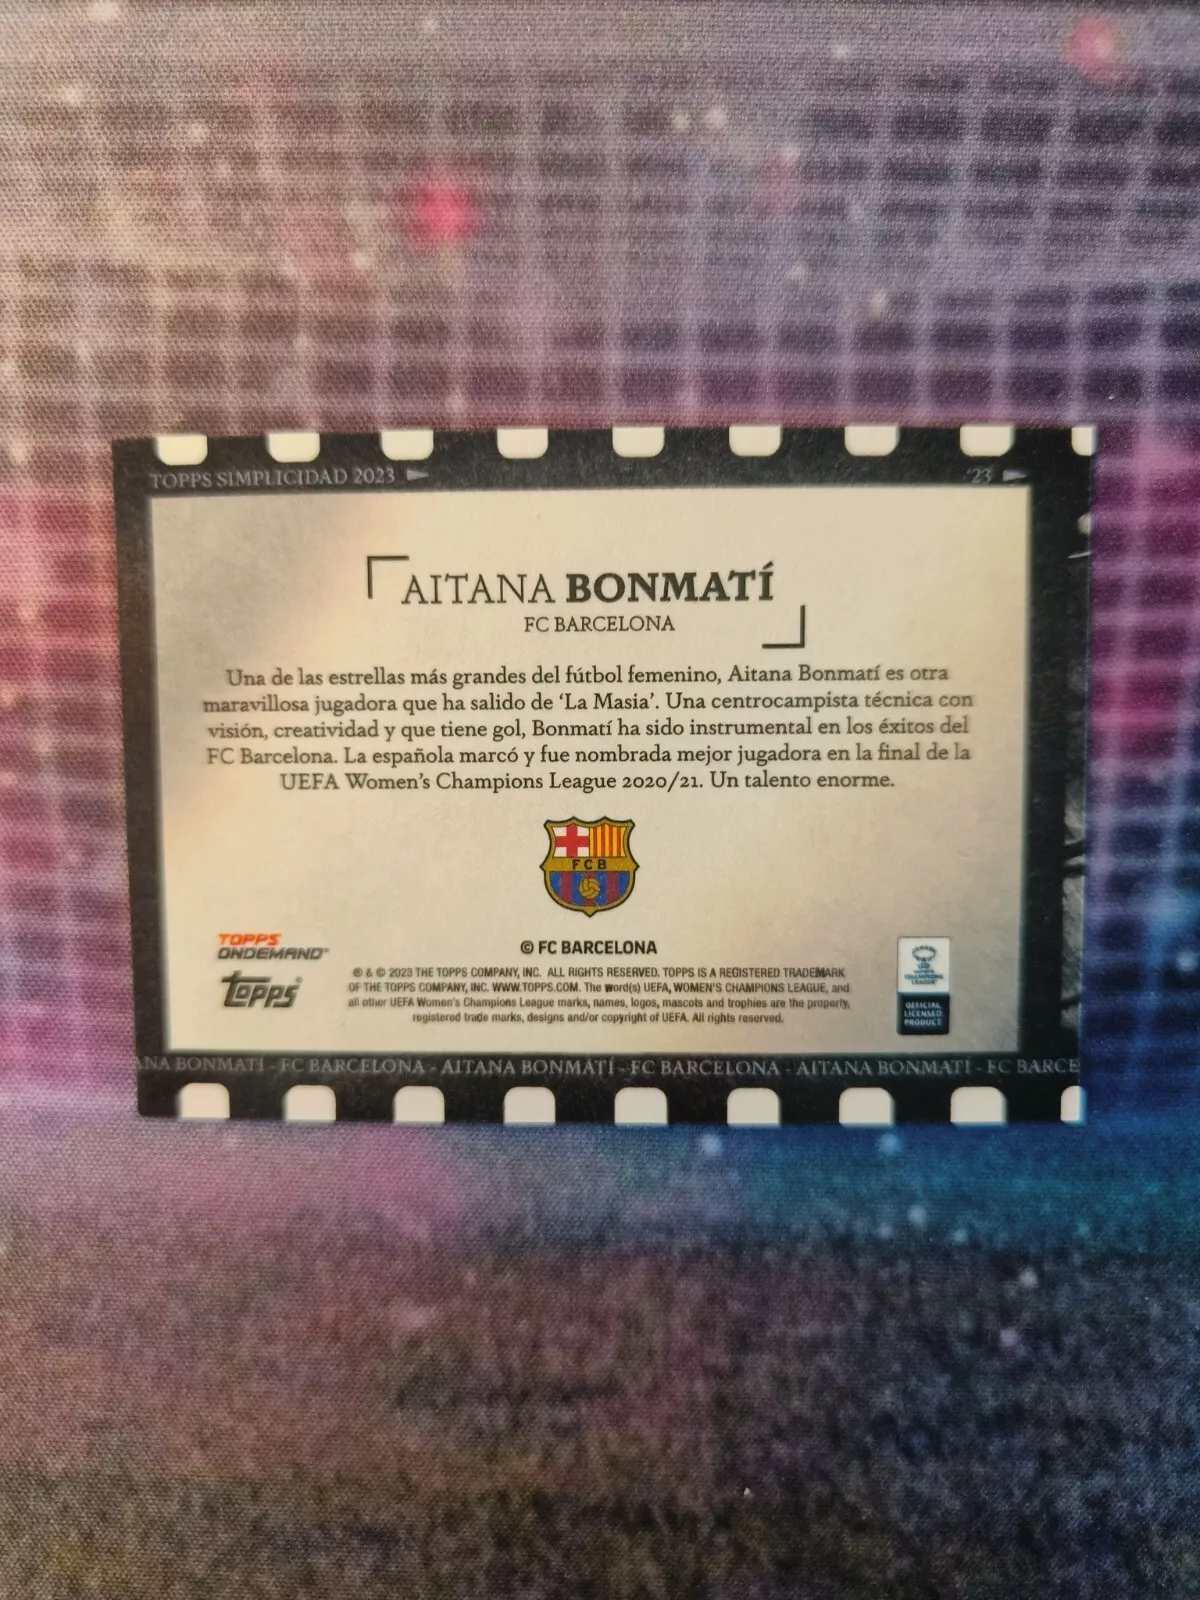 TOPPS SIMPLICIDAD 2023
'23
AITANA BONMATÍ
FC BARCELONA
Una de las estrellas más grandes del fútbol femenino, Aitana Bonmatí es otra
maravillosa jugadora que ha salido de ‘La Masia’. Una centrocampista técnica con
visión, creatividad y que tiene gol, Bonmatí ha sido instrumental en los éxitos del
FC Barcelona. La española marcó y fue nombrada mejor jugadora en la final de la
UEFA Women's Champions League 2020/21. Un talento enorme.
FCB
© FC BARCELONA
TOPPS
ONDEMAND
Topps
® & © 2023 THE TOPPS COMPANY, INC. ALL RIGHTS RESERVED. TOPPS IS A REGISTERED TRADEMARK
OF THE TOPPS COMPANY, INC. WWW.TOPPS.COM. The word(s) UEFA, WOMEN'S CHAMPIONS LEAGUE, and
all other UEFA Women's Champions League marks, names, logos, mascots and trophies are the property,
registered trade marks, designs and/or copyright of UEFA. All rights reserved.
CHAMPIONS
LEAGUE
OFFICIAL
LICENSED
PRODUCT
ANA BONMATÍ - FC BARCELONA - AITANA BONMATÍ - FC BARCELONA - AITANA BONMATÍ - FC BARCE